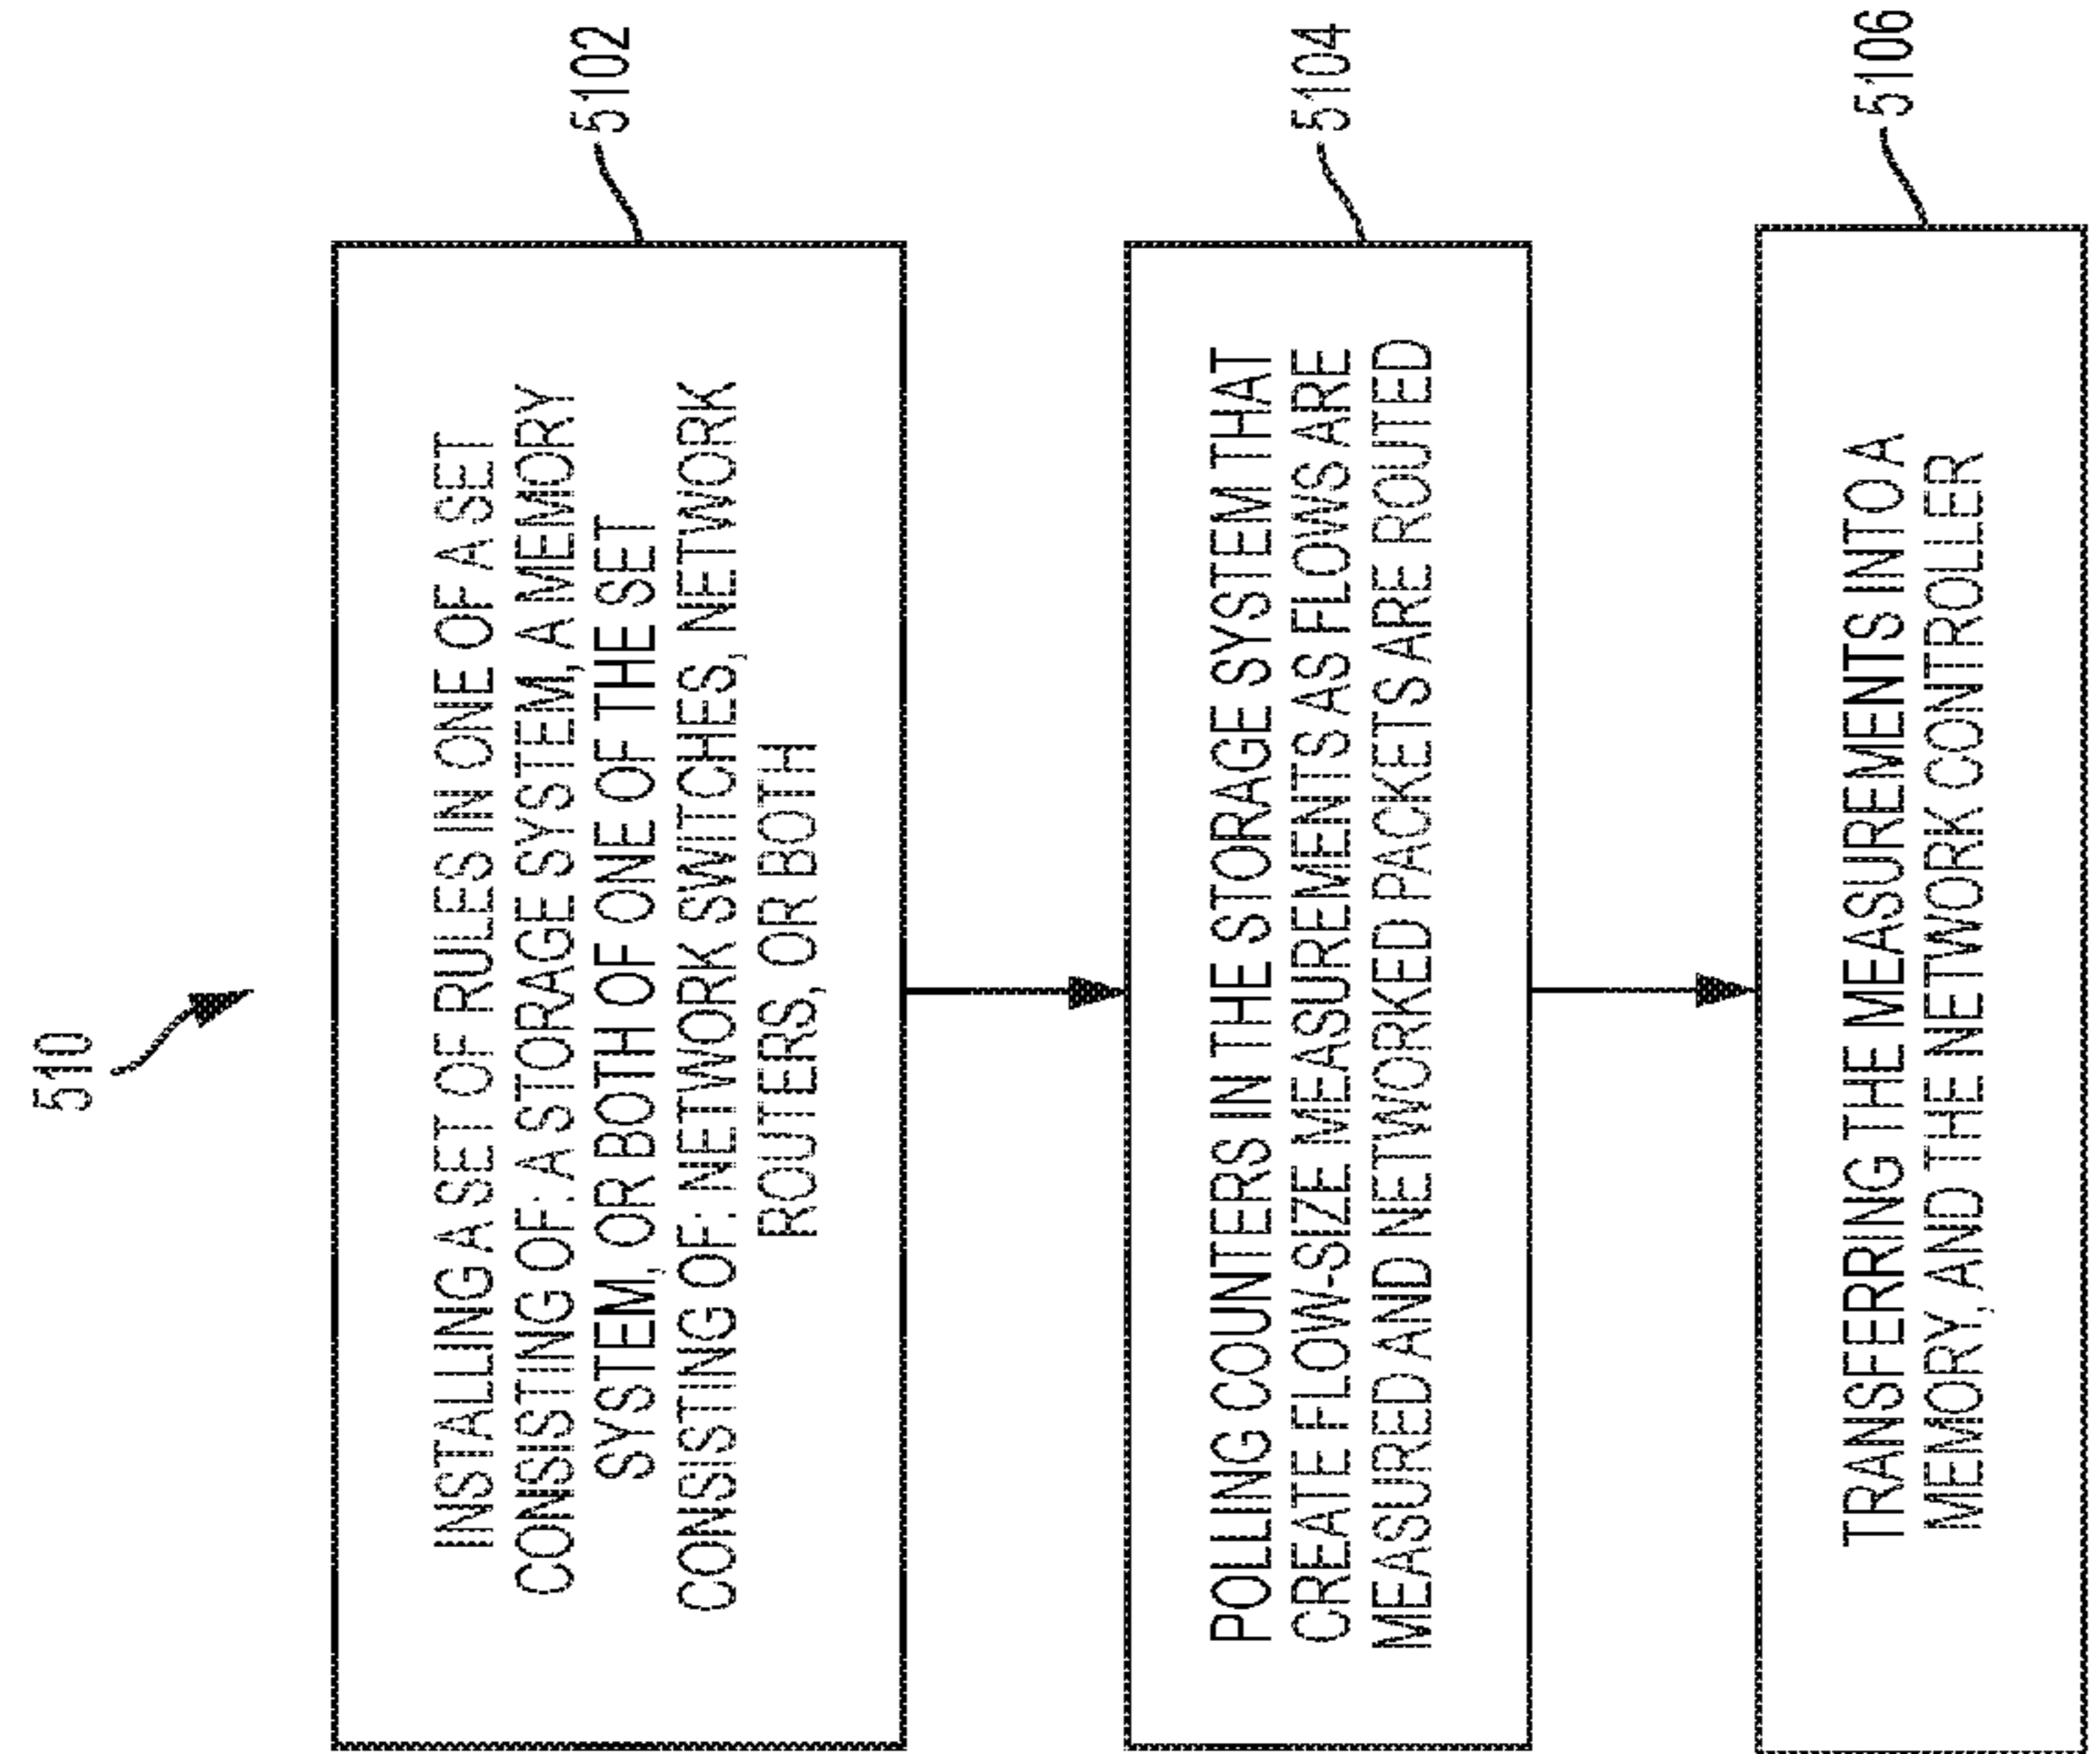 510
INSTALLING A SET OF RULES IN ONE OF A SET
CONSISTING OF: A STORAGE SYSTEM, A MEMORY
SYSTEM, OR BOTH OF ONE OF THE SET
CONSISTING OF: NETWORK SWITCHES, NETWORK
ROUTERS, OR BOTH
5102
POLLING COUNTERS IN THE STORAGE SYSTEM THAT
CREATE FLOW-SIZE MEASUREMENTS AS FLOWS ARE
MEASURED AND NETWORKED PACKETS ARE ROUTED
5104
TRANSFERRING THE MEASUREMENTS INTO A
MEMORY, AND THE NETWORK CONTROLLER
5106